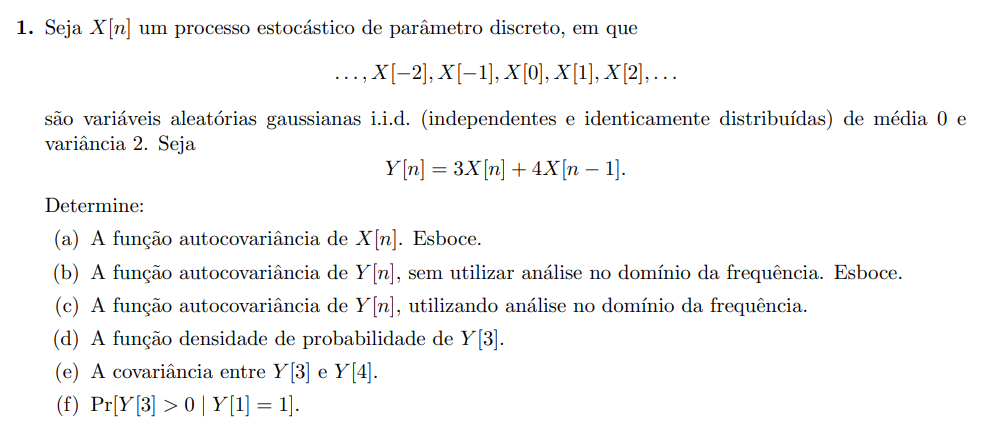 1. Seja X[n] um processo estocástico de parâmetro discreto, em que
. . . , X[−2], X[−1], X[0], X[1], X[2], . . .
são variáveis aleatórias gaussianas i.i.d. (independentes e identicamente distribuídas) de média 0 e
variância 2. Seja
Y[n] = 3X[n] + 4X[n − 1].
Determine:
(a) A função autocovariância de X[n]. Esboce.
(b) A função autocovariância de Y[n], sem utilizar análise no domínio da frequência. Esboce.
(c) A função autocovariância de Y[n], utilizando análise no domínio da frequência.
(d) A função densidade de probabilidade de Y[3].
(e) A covariância entre Y[3] e Y[4].
(f) Pr[Y[3] > 0 | Y[1] = 1].